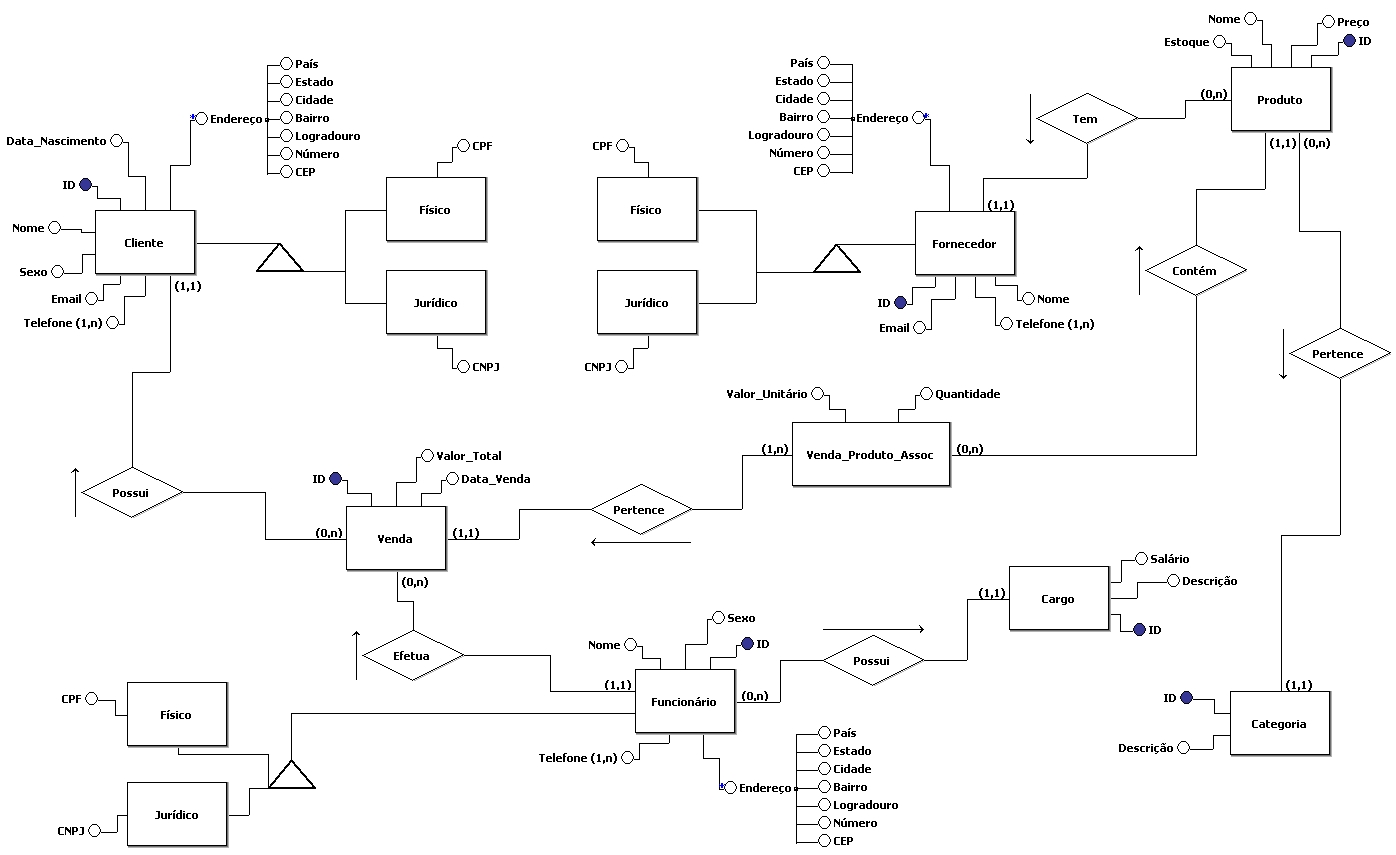 Nome
Preço
Estoque
ID
Produto
(0,n)
(1,1)
(0,n)
Tem
País
Estado
Cidade
Bairro
Logradouro
Número
CEP
* Endereço
Data_Nascimento
ID
Nome
Sexo
Email
Telefone (1,n)
Cliente
(1,1)
CPF
Físico
Jurídico
CNPJ
CPF
Físico
Jurídico
CNPJ
País
Estado
Cidade
Bairro
Logradouro
Número
CEP
Endereço *
(1,1)
Fornecedor
ID
Email
Nome
Telefone (1,n)
Contém
Pertence
Valor_Unitário
Quantidade
(1,n)
Venda_Produto_Assoc
(0,n)
Possui
ID
Valor_Total
Data_Venda
(0,n)
Venda
(1,1)
(0,n)
Pertence
Efetua
Nome
Sexo
ID
(1,1)
Funcionário
(0,n)
Telefone (1,n)
* Endereço
País
Estado
Cidade
Bairro
Logradouro
Número
CEP
Possui
(1,1)
Cargo
Salário
Descrição
ID
(1,1)
Categoria
ID
Descrição
CPF
Físico
Jurídico
CNPJ